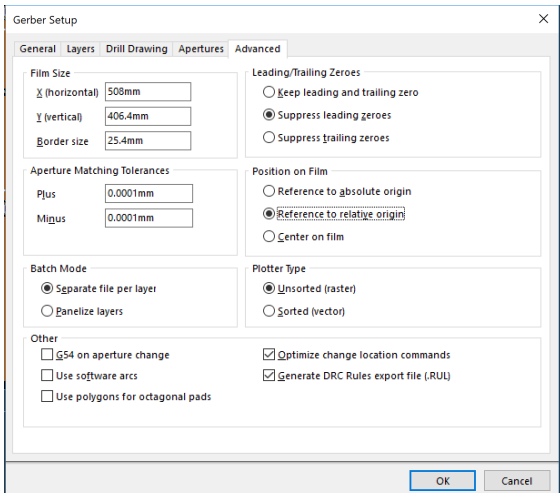 Gerber Setup
General Layers Drill Drawing Apertures Advanced
Film Size
X (horizontal) 508mm
Y (vertical) 406.4mm
Border size 25.4mm
Leading/Trailing Zeroes
Keep leading and trailing zero
Suppress leading zeroes
Suppress trailing zeroes
Aperture Matching Tolerances
Plus 0.0001mm
Minus 0.0001mm
Position on Film
Reference to absolute origin
Reference to relative origin
Center on film
Batch Mode
Separate file per layer
Panelize layers
Plotter Type
Unsorted (raster)
Sorted (vector)
Other
G54 on aperture change
Use software arcs
Use polygons for octagonal pads
Optimize change location commands
Generate DRC Rules export file (.RUL)
OK Cancel